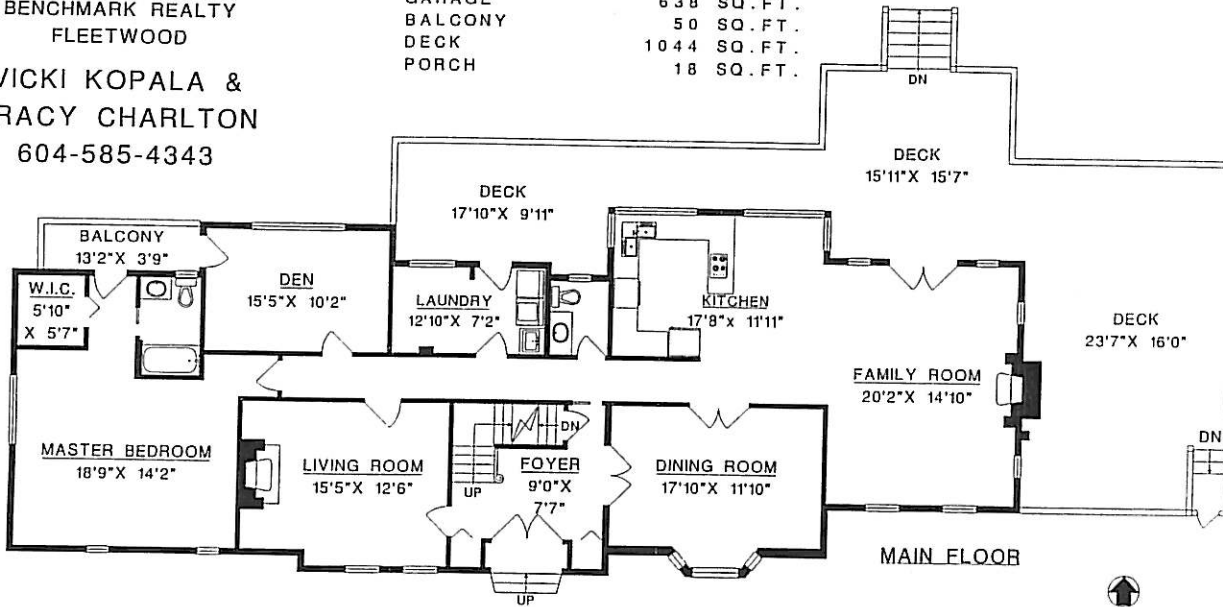 BENCHMARK REALTY
FLEETWOOD
VICKI KOPALA &
RACY CHARLTON
604-585-4343
GARAGE 638 SQ.FT.
BALCONY 50 SQ.FT.
DECK 1044 SQ.FT.
PORCH 18 SQ.FT.
DN
DECK
15'11"X 15'7"
DECK
17'10"X 9'11"
BALCONY
13'2"X 3'9"
W.I.C.
5'10"
X 5'7"
DEN
15'5"X 10'2"
LAUNDRY
12'10"X 7'2"
KITCHEN
17'8"x 11'11"
DECK
23'7"X 16'0"
FAMILY ROOM
20'2"X 14'10"
MASTER BEDROOM
18'9"X 14'2"
LIVING ROOM
15'5"X 12'6"
DN
UP
FOYER
9'0"X
7'7"
DINING ROOM
17'10"X 11'10"
DN
UP
MAIN FLOOR